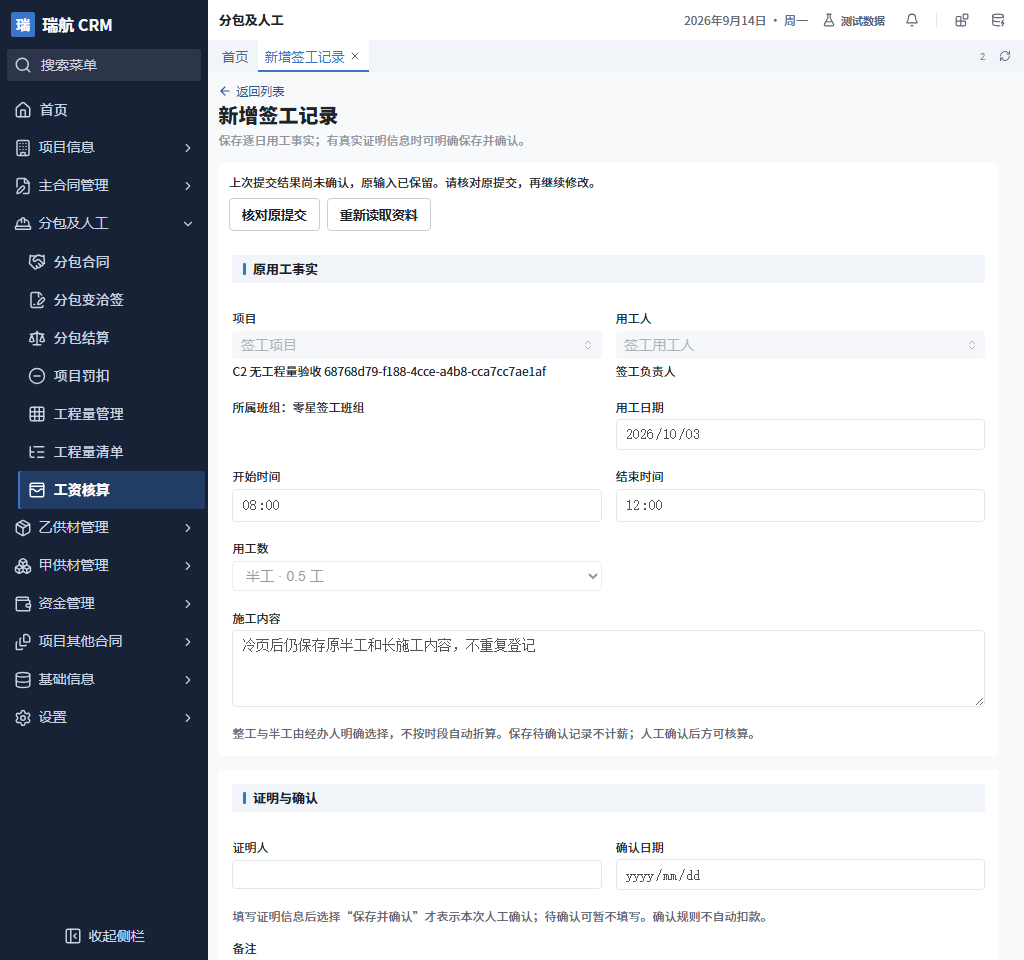 瑞 瑞航 CRM
搜索菜单
首页
项目信息
主合同管理
分包及人工
分包合同
分包变洽签
分包结算
项目罚扣
工程量管理
工程量清单
工资核算
乙供材管理
甲供材管理
资金管理
项目其他合同
基础信息
设置
收起侧栏
分包及人工
2026年9月14日 · 周一 测试数据
首页 新增签工记录 2
返回列表
新增签工记录
保存逐日用工事实；有真实证明信息时可明确保存并确认。
上次提交结果尚未确认，原输入已保留。请核对原提交，再继续修改。
核对原提交 重新读取资料
原用工事实
项目 用工人
签工项目 签工用工人
C2 无工程量验收 68768d79-f188-4cce-a4b8-cca7cc7ae1af 签工负责人
所属班组：零星签工班组 用工日期
2026/10/03
开始时间 结束时间
08:00 12:00
用工数
半工 · 0.5 工
施工内容
冷页后仍保存原半工和长施工内容，不重复登记
整工与半工由经办人明确选择，不按时段自动折算。保存待确认记录不计薪；人工确认后方可核算。
证明与确认
证明人 确认日期
yyyy/mm/dd
填写证明信息后选择“保存并确认”才表示本次人工确认；待确认可暂不填写。确认规则不自动扣款。
备注